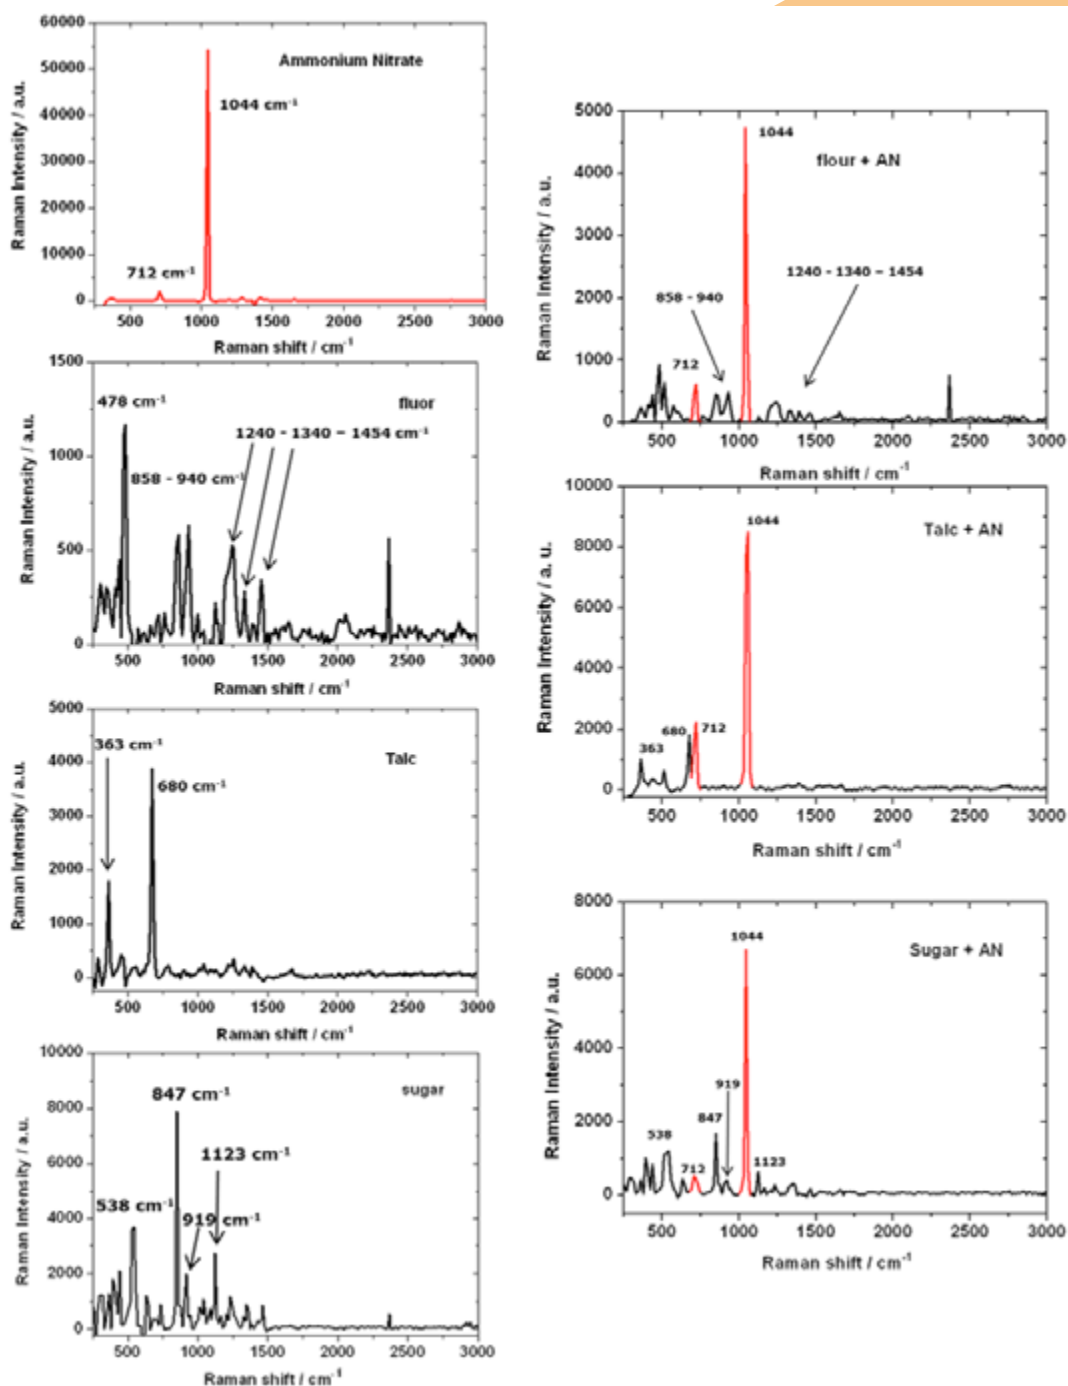 60000
50000
40000
30000
20000
10000
0
Raman Intensity / a.u.
Ammonium Nitrate
1044 cm⁻¹
712 cm⁻¹
500 1000 1500 2000 2500 3000
Raman shift / cm⁻¹
1500
1000
500
0
Raman Intensity / a.u.
fluor
478 cm⁻¹
1240 - 1340 – 1454 cm⁻¹
858 - 940 cm⁻¹
500 1000 1500 2000 2500 3000
Raman shift / cm⁻¹
5000
4000
3000
2000
1000
0
Raman Intensity / a.u.
363 cm⁻¹
Talc
680 cm⁻¹
500 1000 1500 2000 2500 3000
Raman shift / cm⁻¹
10000
8000
6000
4000
2000
0
Raman Intensity / a.u.
sugar
847 cm⁻¹
1123 cm⁻¹
538 cm⁻¹
919 cm⁻¹
500 1000 1500 2000 2500 3000
Raman shift / cm⁻¹
5000
4000
3000
2000
1000
0
Raman Intensity / a.u.
1044
flour + AN
1240 - 1340 – 1454
858 - 940
712
500 1000 1500 2000 2500 3000
Raman shift / cm⁻¹
10000
8000
6000
4000
2000
0
Raman Intensity / a. u.
1044
Talc + AN
680
712
363
500 1000 1500 2000 2500 3000
Raman shift / cm⁻¹
8000
6000
4000
2000
0
Raman Intensity / a.u.
1044
Sugar + AN
919
847
538
712
1123
500 1000 1500 2000 2500 3000
Raman shift / cm⁻¹